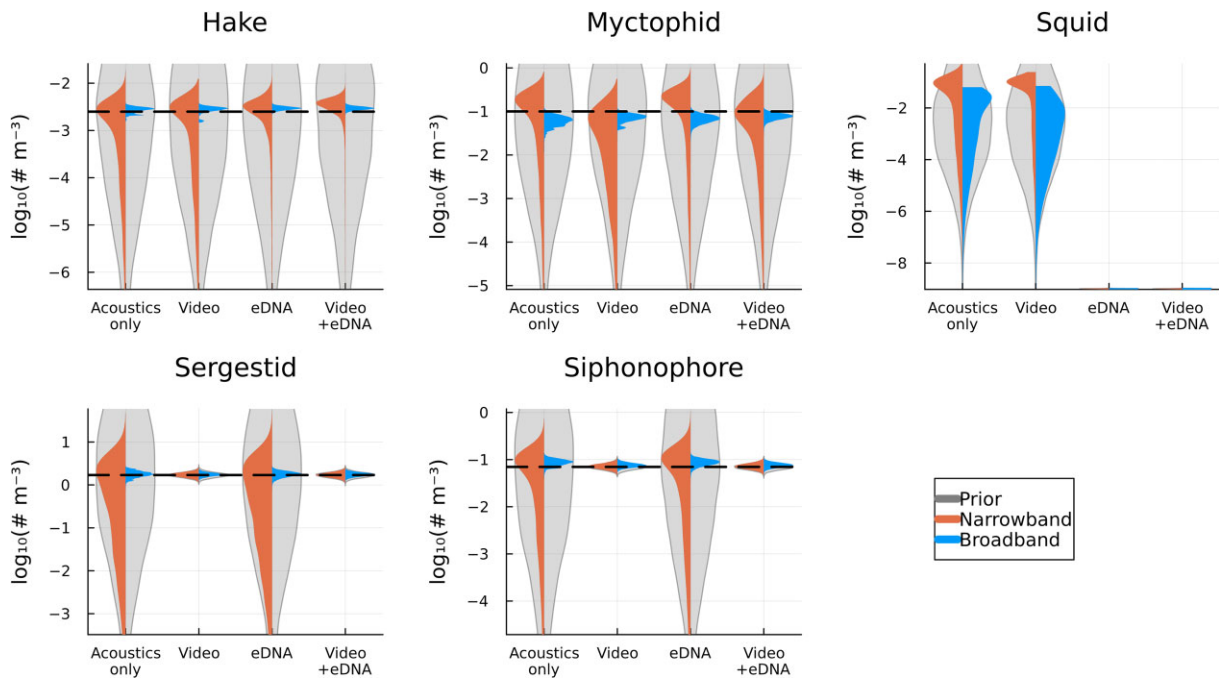 Hake
Myctophid
Squid
log₁₀(# m⁻³)
−2
−3
−4
−5
−6
Acoustics only
Video
eDNA
Video +eDNA
log₁₀(# m⁻³)
0
−1
−2
−3
−4
−5
Acoustics only
Video
eDNA
Video +eDNA
log₁₀(# m⁻³)
−2
−4
−6
−8
Acoustics only
Video
eDNA
Video +eDNA
Sergestid
Siphonophore
log₁₀(# m⁻³)
1
0
−1
−2
−3
Acoustics only
Video
eDNA
Video +eDNA
log₁₀(# m⁻³)
0
−1
−2
−3
−4
Acoustics only
Video
eDNA
Video +eDNA
Prior
Narrowband
Broadband